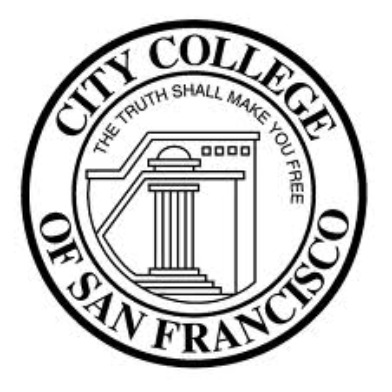 CITY COLLEGE
THE TRUTH SHALL MAKE YOU FREE
OF SAN FRANCISCO